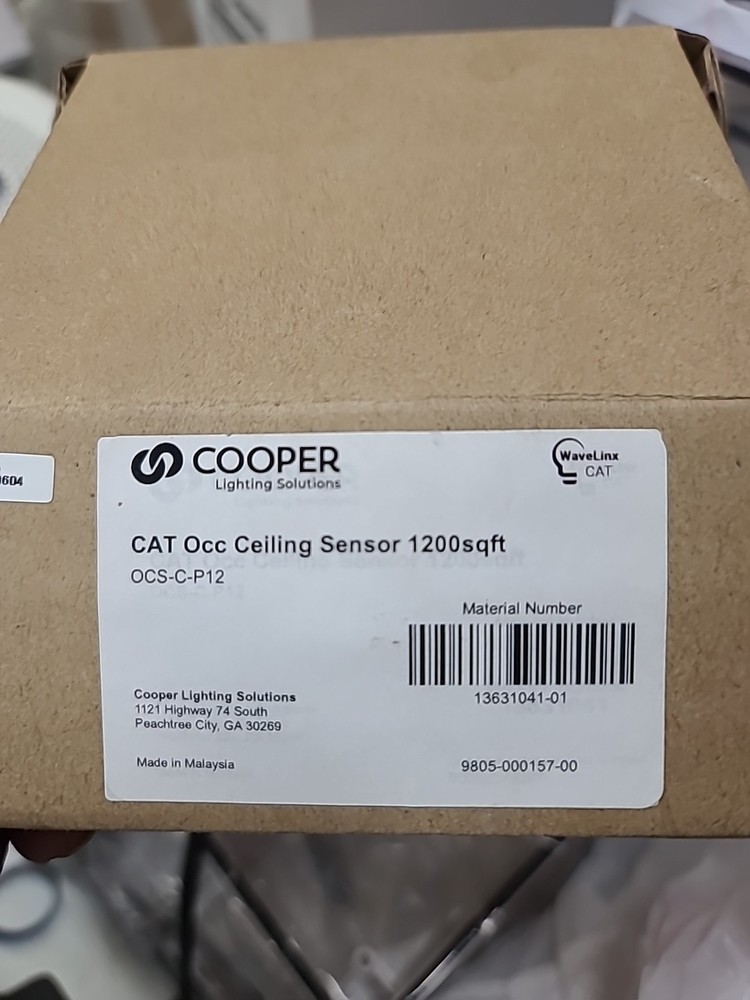 COOPER
Lighting Solutions
WaveLinx
CAT
CAT Occ Ceiling Sensor 1200sqft
OCS-C-P12
Material Number
13631041-01
Cooper Lighting Solutions
1121 Highway 74 South
Peachtree City, GA 30269
Made in Malaysia
9805-000157-00